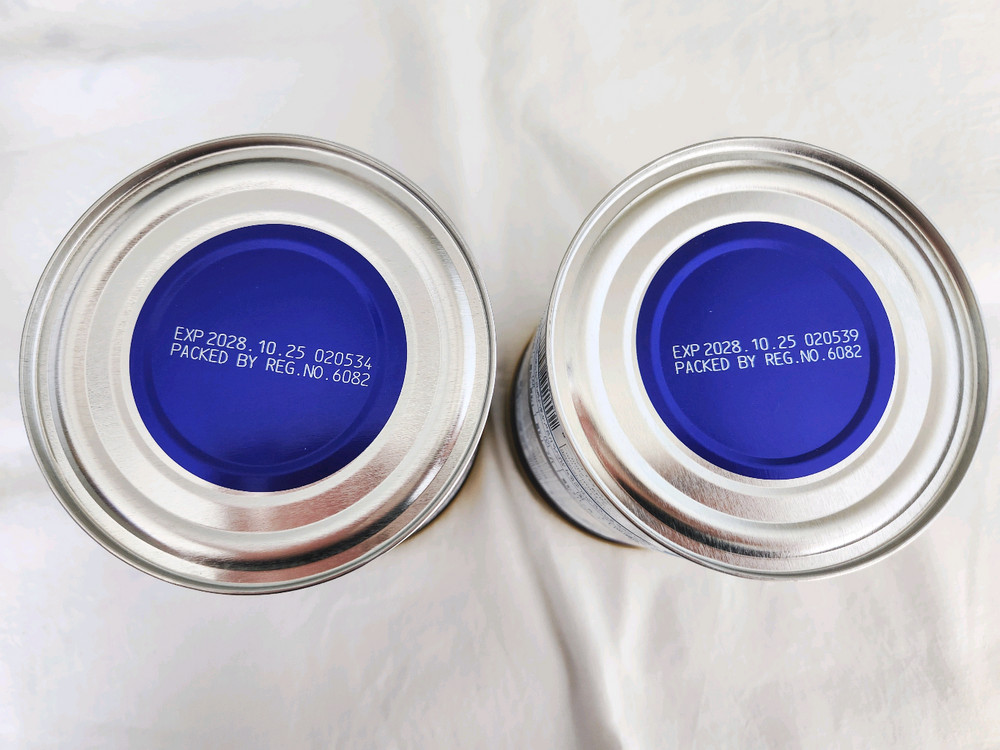 EXP 2028.10.25 020534
PACKED BY REG.NO.6082
EXP 2028.10.25 020539
PACKED BY REG.NO.6082